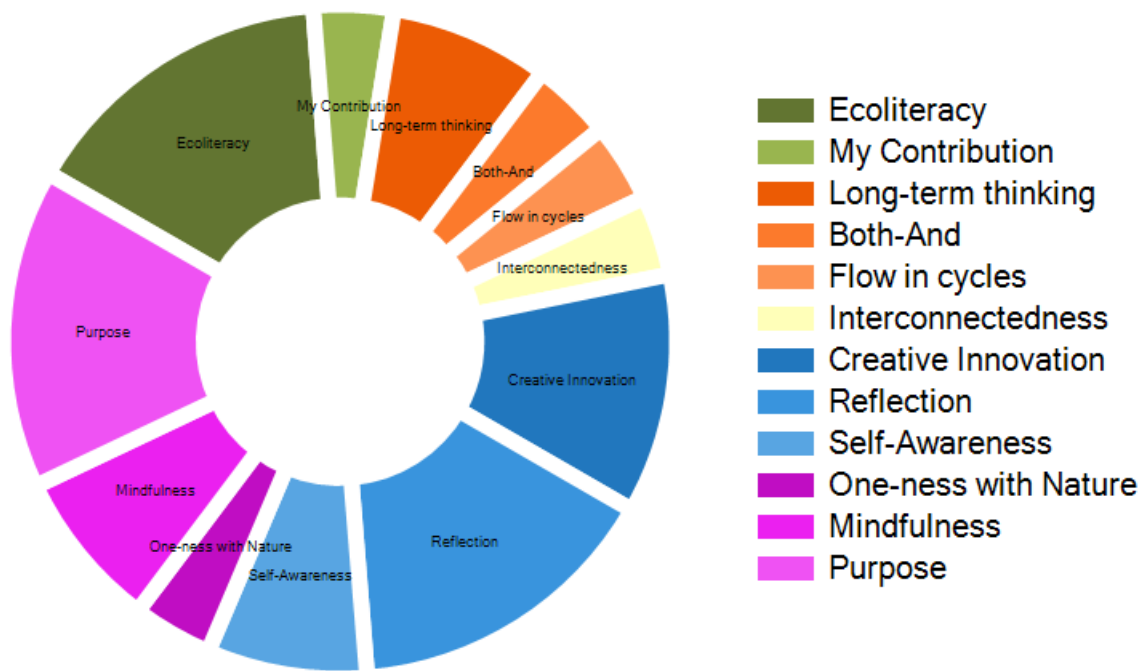 My Contribution
Long-term thinking
Ecoliteracy
Both-And
Flow in cycles
Interconnectedness
Purpose
Creative Innovation
Mindfulness
Reflection
One-ness with Nature
Self-Awareness
Ecoliteracy
My Contribution
Long-term thinking
Both-And
Flow in cycles
Interconnectedness
Creative Innovation
Reflection
Self-Awareness
One-ness with Nature
Mindfulness
Purpose